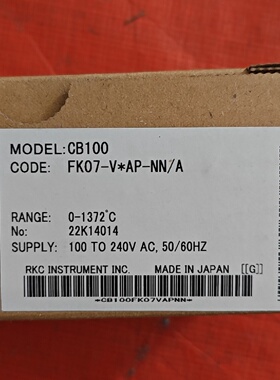 MODEL:CB100
CODE: FK07-V*AP-NN/A
RANGE: 0-1372°C
No: 22K14014
SUPPLY: 100 TO 240V AC, 50/60HZ
RKC INSTRUMENT INC. MADE IN JAPAN [[G]]
*CB100FK07VAPNN*